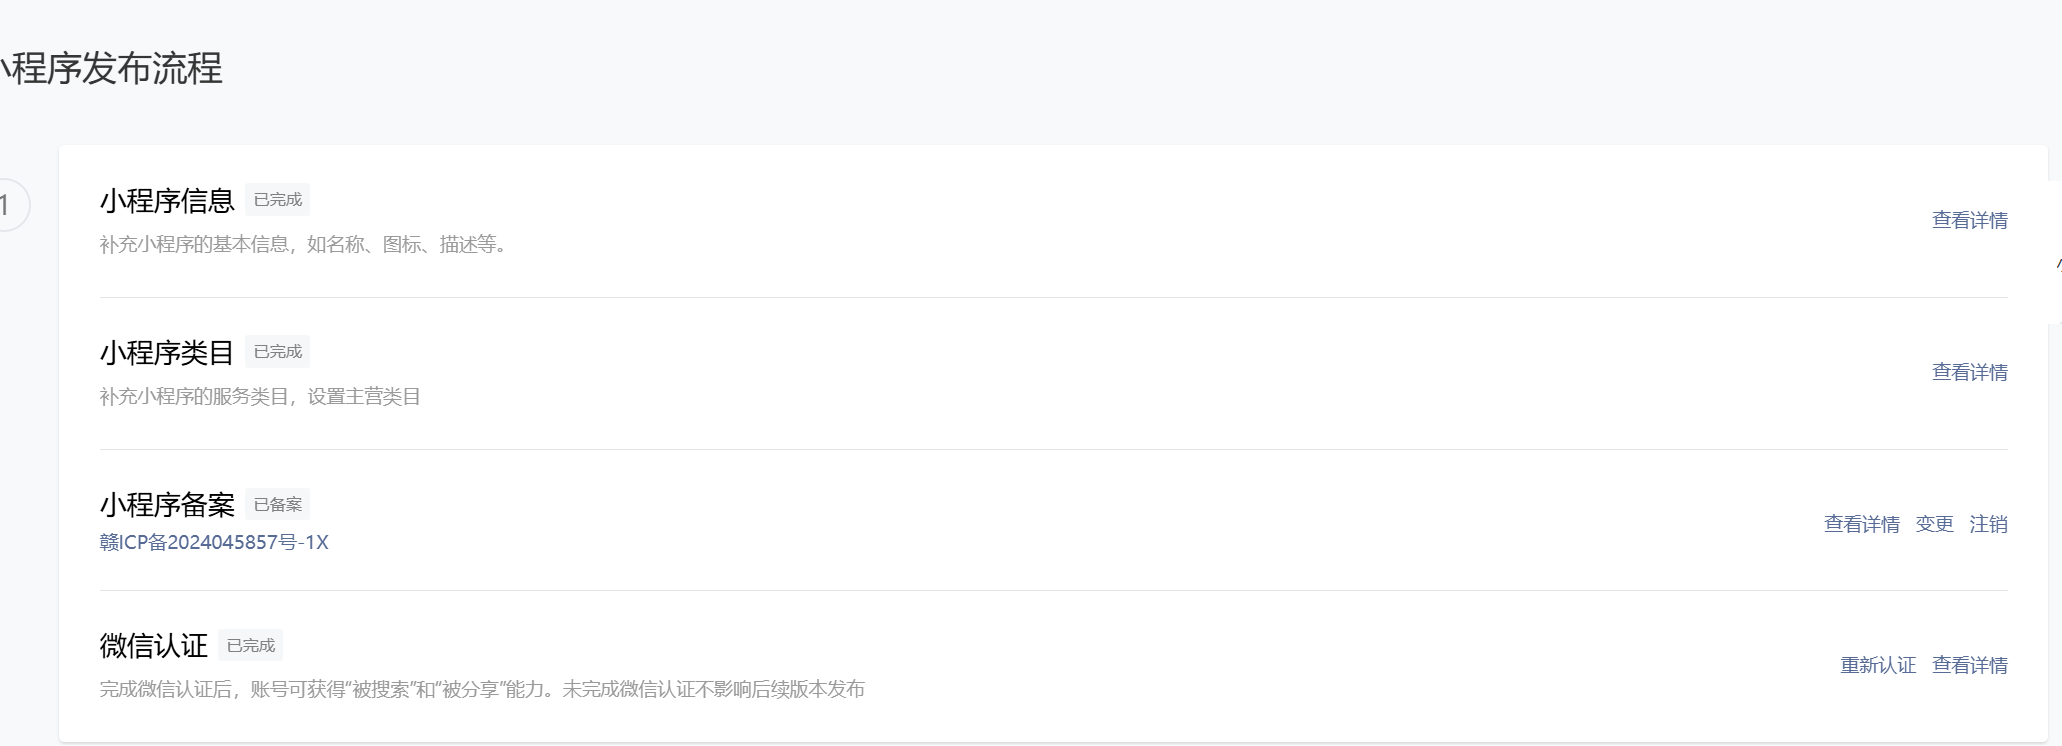 小程序发布流程
1
小程序信息 已完成
补充小程序的基本信息，如名称、图标、描述等。
查看详情
小程序类目 已完成
补充小程序的服务类目，设置主营类目
查看详情
小程序备案 已备案
赣ICP备2024045857号-1X
查看详情 变更 注销
微信认证 已完成
完成微信认证后，账号可获得“被搜索”和“被分享”能力。未完成微信认证不影响后续版本发布
重新认证 查看详情